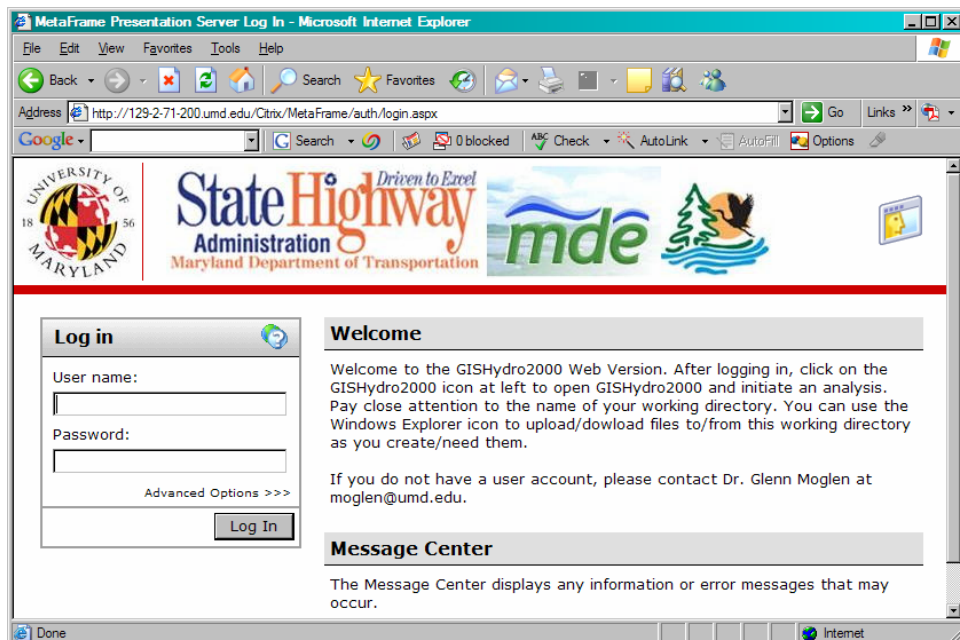 MetaFrame Presentation Server Log In - Microsoft Internet Explorer
File Edit View Favorites Tools Help
Back Search Favorites
Address http://129-2-71-200.umd.edu/Citrix/MetaFrame/auth/login.aspx Go Links »
Google Search 0 blocked ABC Check AutoLink AutoFill Options
UNIVERSITY OF MARYLAND
18 56
Driven to Excel
State Highway
Administration
Maryland Department of Transportation
mde
Log in
User name:
Password:
Advanced Options >>>
Log In
Welcome
Welcome to the GISHydro2000 Web Version. After logging in, click on the
GISHydro2000 icon at left to open GISHydro2000 and initiate an analysis.
Pay close attention to the name of your working directory. You can use the
Windows Explorer icon to upload/dowload files to/from this working directory
as you create/need them.
If you do not have a user account, please contact Dr. Glenn Moglen at
moglen@umd.edu.
Message Center
The Message Center displays any information or error messages that may
occur.
Done Internet